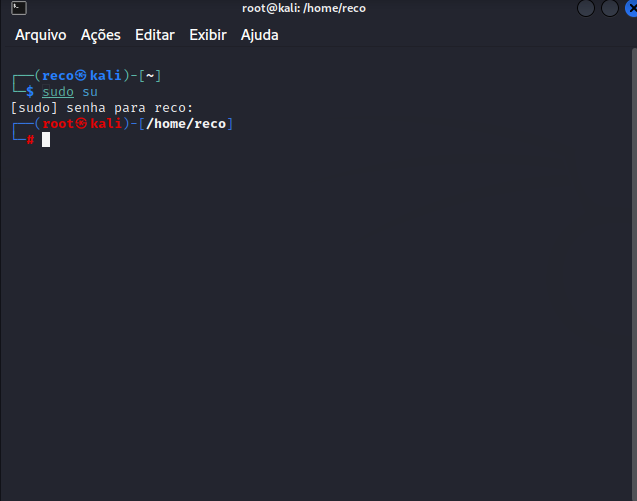 root@kali: /home/reco
Arquivo Ações Editar Exibir Ajuda
┌──(reco㉿kali)-[~]
└─$ sudo su
[sudo] senha para reco:
┌──(root㉿kali)-[/home/reco]
└─#